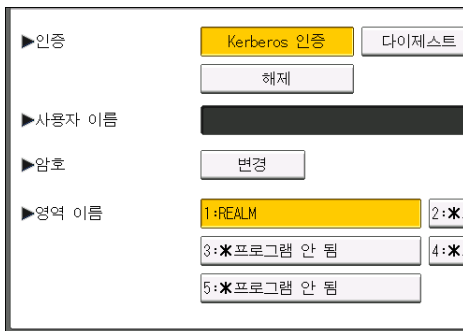 ▶인증
Kerberos 인증
다이제스트
해제
▶사용자 이름
▶암호
변경
▶영역 이름
1:REALM
2:✱
3:✱프로그램 안 됨
4:✱
5:✱프로그램 안 됨